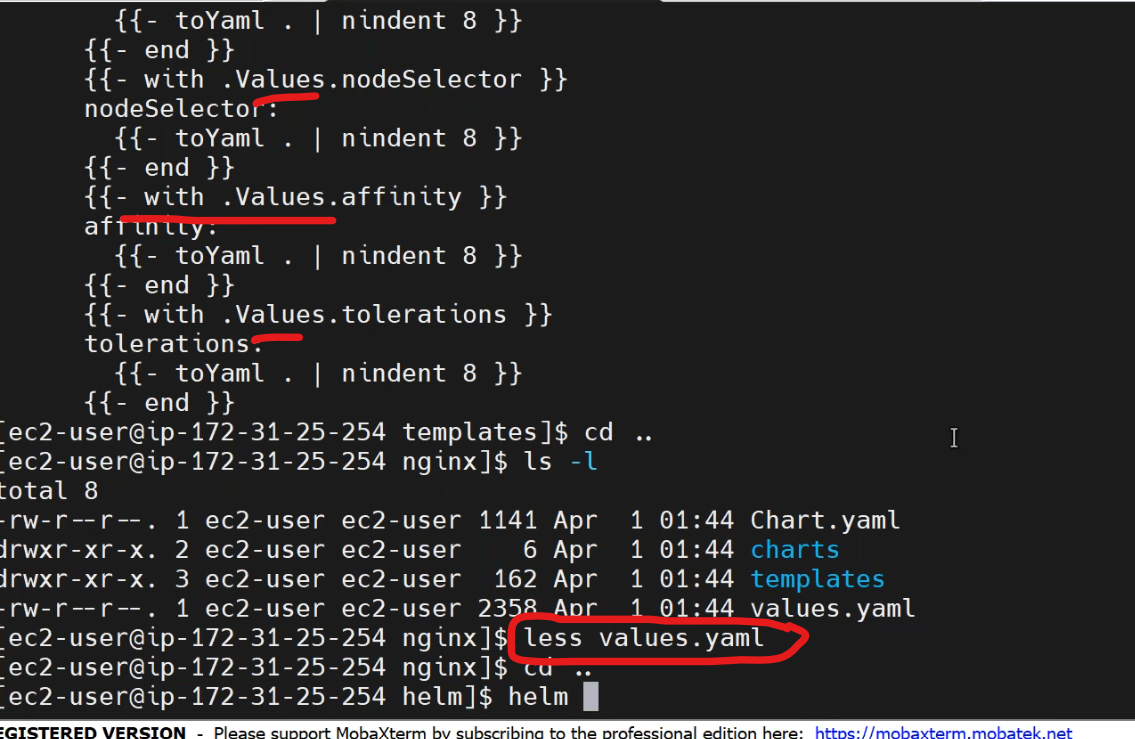 {{- toYaml . | nindent 8 }}
{{- end }}
{{- with .Values.nodeSelector }}
nodeSelector:
{{- toYaml . | nindent 8 }}
{{- end }}
{{- with .Values.affinity }}
affinity:
{{- toYaml . | nindent 8 }}
{{- end }}
{{- with .Values.tolerations }}
tolerations:
{{- toYaml . | nindent 8 }}
{{- end }}
[ec2-user@ip-172-31-25-254 templates]$ cd ..
[ec2-user@ip-172-31-25-254 nginx]$ ls -l
total 8
-rw-r--r--. 1 ec2-user ec2-user 1141 Apr 1 01:44 Chart.yaml
drwxr-xr-x. 2 ec2-user ec2-user 6 Apr 1 01:44 charts
drwxr-xr-x. 3 ec2-user ec2-user 162 Apr 1 01:44 templates
-rw-r--r--. 1 ec2-user ec2-user 2358 Apr 1 01:44 values.yaml
[ec2-user@ip-172-31-25-254 nginx]$ less values.yaml
[ec2-user@ip-172-31-25-254 nginx]$ cd ..
[ec2-user@ip-172-31-25-254 helm]$ helm
EGISTERED VERSION - Please support MobaXterm by subscribing to the professional edition here: https://mobaxterm.mobatek.net